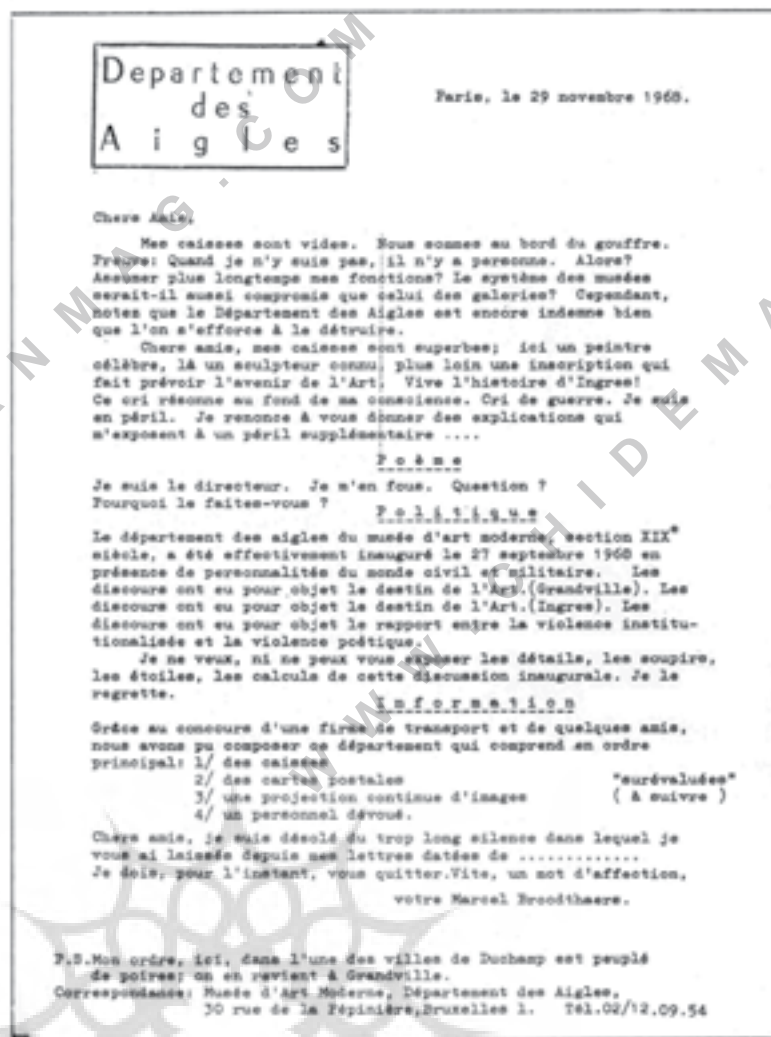 Departement
des
Aigles
Paris, le 29 novembre 1968.
Chere Amie,
Mes caisses sont vides. Nous sommes au bord du gouffre.
Preuve: Quand je n'y suis pas, il n'y a personne. Alors?
Assumer plus longtemps mes fonctions? Le système des musées
serait-il aussi compromis que celui des galeries? Cependant,
notez que le Département des Aigles est encore indemne bien
que l'on s'efforce à le détruire.
Chere amie, mes caisses sont superbes; ici un peintre
célèbre, là un sculpteur connu, plus loin une inscription qui
fait prévoir l'avenir de l'Art. Vive l'histoire d'Ingres!
Ce cri résonne au fond de ma conscience. Cri de guerre. Je suis
en péril. Je renonce à vous donner des explications qui
m'exposent à un péril supplémentaire ....
P o è m e
Je suis le directeur. Je m'en fous. Question ?
Pourquoi le faites-vous ?
P o l i t i q u e
Le département des aigles du musée d'art moderne, section XIX°
siècle, a été effectivement inauguré le 27 septembre 1968 en
présence de personnalités du monde civil et militaire. Les
discours ont eu pour objet le destin de l'Art.(Grandville). Les
discours ont eu pour objet le destin de l'Art.(Ingres). Les
discours ont eu pour objet le rapport entre la violence institu-
tionalisée et la violence poétique.
Je ne veux, ni ne peux vous exposer les détails, les soupirs,
les étoiles, les calculs de cette discussion inaugurale. Je le
regrette.
I n f o r m a t i o n
Grâce au concours d'une firme de transport et de quelques amis,
nous avons pu composer ce département qui comprend en ordre
principal: 1/ des caisses
2/ des cartes postales "surévaluées"
3/ une projection continue d'images ( à suivre )
4/ un personnel dévoué.
Chere amie, je suis désolé du trop long silence dans lequel je
vous ai laissée depuis mes lettres datées de .............
Je dois, pour l'instant, vous quitter.Vite, un mot d'affection,
votre Marcel Broodthaers.
P.S.Mon ordre, ici, dans l'une des villes de Duchamp est peuplé
de poires; on en revient à Grandville.
Correspondance: Musée d'Art Moderne, Département des Aigles,
30 rue de la Pépinière,Bruxelles 1. Tél.02/12.09.54